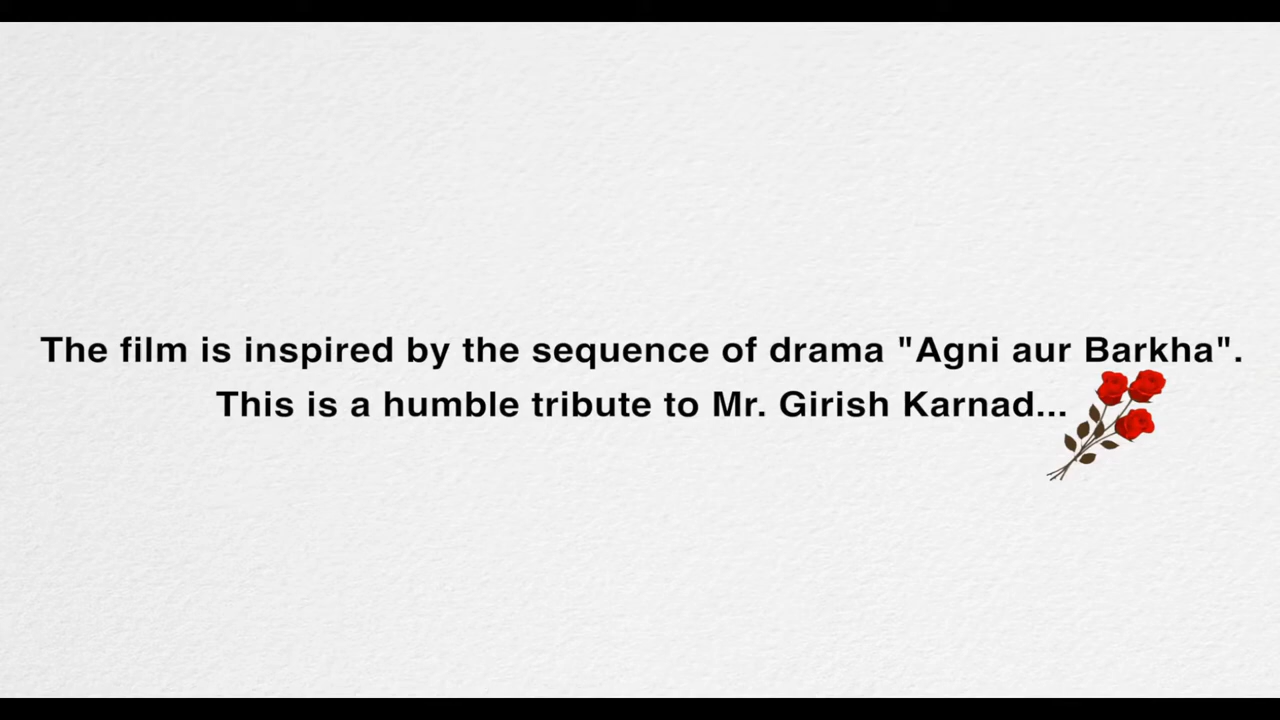 The film is inspired by the sequence of drama "Agni aur Barkha".
This is a humble tribute to Mr. Girish Karnad...